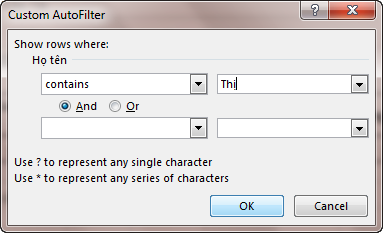 Custom AutoFilter
Show rows where:
Họ tên
contains Thi
And Or
Use ? to represent any single character
Use * to represent any series of characters
OK Cancel